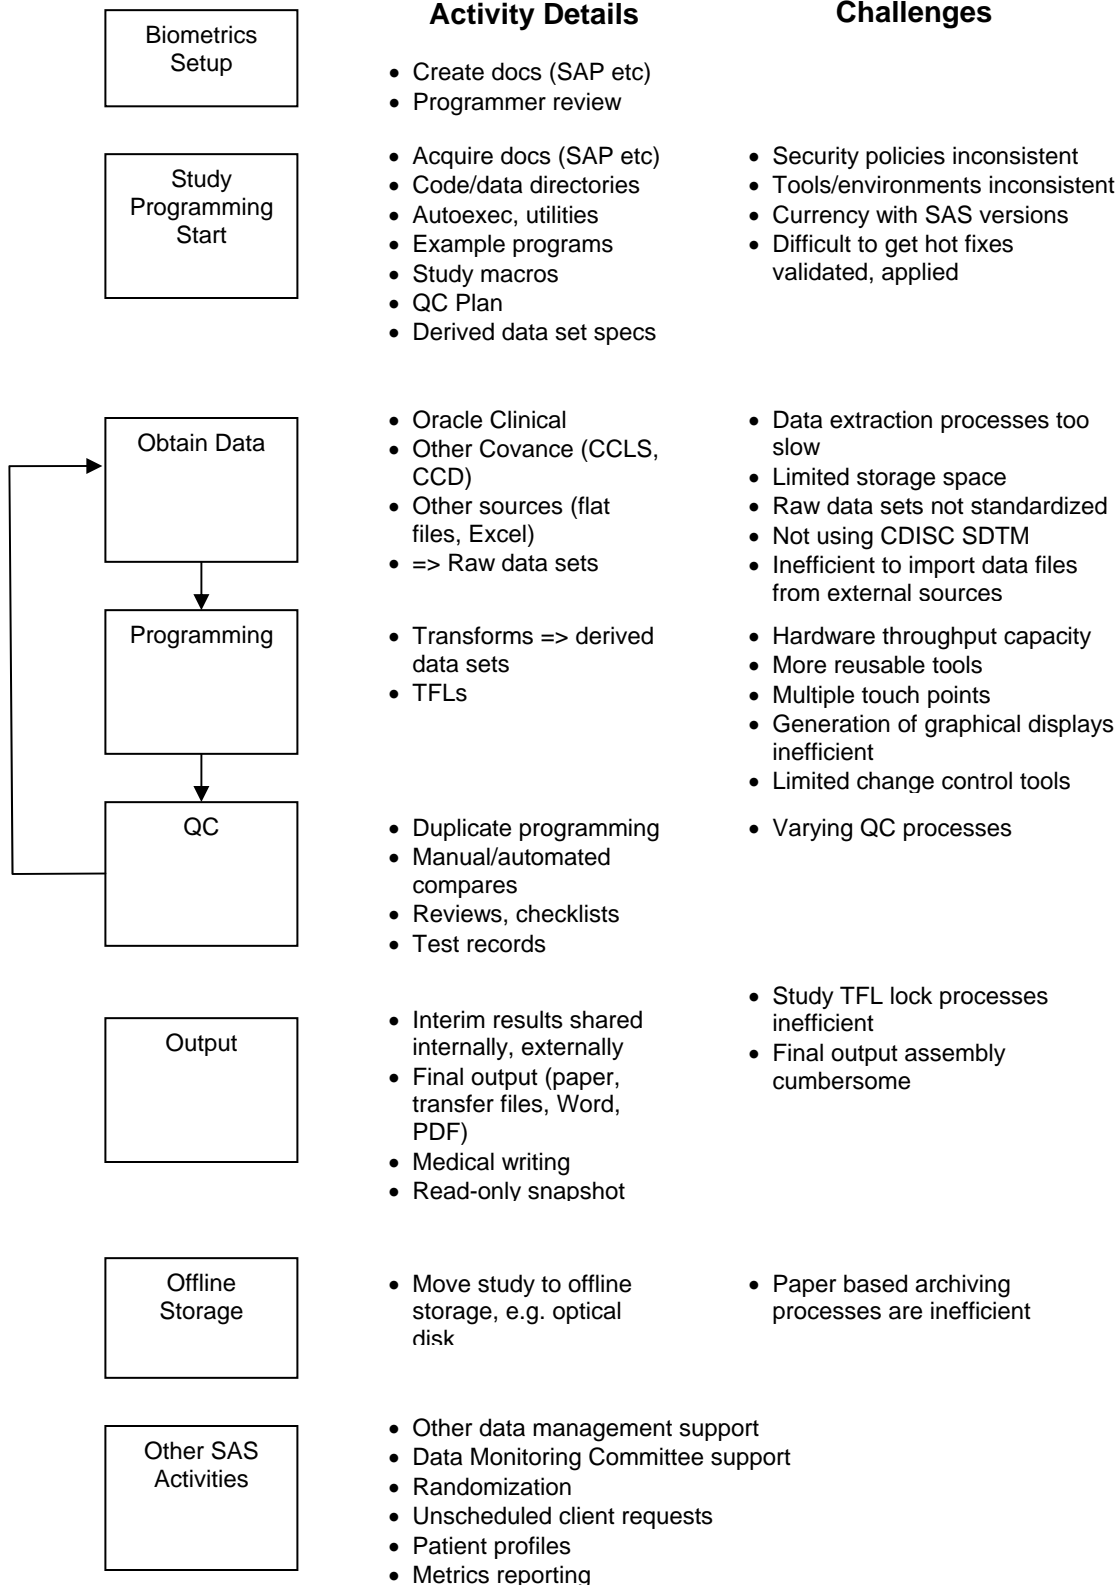 Activity Details
Challenges
Biometrics
Setup
• Create docs (SAP etc)
• Programmer review
Study
Programming
Start
• Acquire docs (SAP etc)
• Code/data directories
• Autoexec, utilities
• Example programs
• Study macros
• QC Plan
• Derived data set specs
• Security policies inconsistent
• Tools/environments inconsistent
• Currency with SAS versions
• Difficult to get hot fixes
validated, applied
Obtain Data
• Oracle Clinical
• Other Covance (CCLS,
CCD)
• Other sources (flat
files, Excel)
• => Raw data sets
• Data extraction processes too
slow
• Limited storage space
• Raw data sets not standardized
• Not using CDISC SDTM
• Inefficient to import data files
from external sources
Programming
• Transforms => derived
data sets
• TFLs
• Hardware throughput capacity
• More reusable tools
• Multiple touch points
• Generation of graphical displays
inefficient
• Limited change control tools
QC
• Duplicate programming
• Manual/automated
compares
• Reviews, checklists
• Test records
• Varying QC processes
Output
• Interim results shared
internally, externally
• Final output (paper,
transfer files, Word,
PDF)
• Medical writing
• Read-only snapshot
• Study TFL lock processes
inefficient
• Final output assembly
cumbersome
Offline
Storage
• Move study to offline
storage, e.g. optical
disk
• Paper based archiving
processes are inefficient
Other SAS
Activities
• Other data management support
• Data Monitoring Committee support
• Randomization
• Unscheduled client requests
• Patient profiles
• Metrics reporting